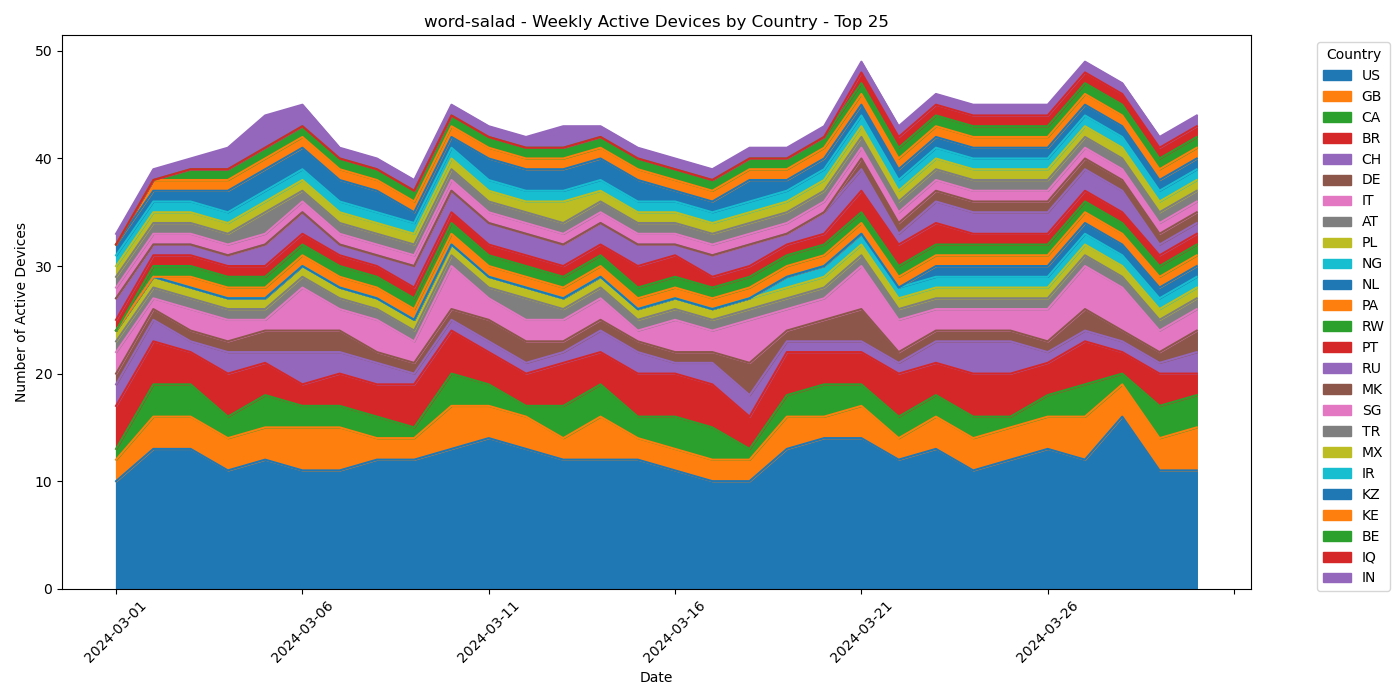 word-salad - Weekly Active Devices by Country - Top 25
50
40
30
20
10
0
Number of Active Devices
2024-03-01
2024-03-06
2024-03-11
2024-03-16
2024-03-21
2024-03-26
Date
Country
US
GB
CA
BR
CH
DE
IT
AT
PL
NG
NL
PA
RW
PT
RU
MK
SG
TR
MX
IR
KZ
KE
BE
IQ
IN